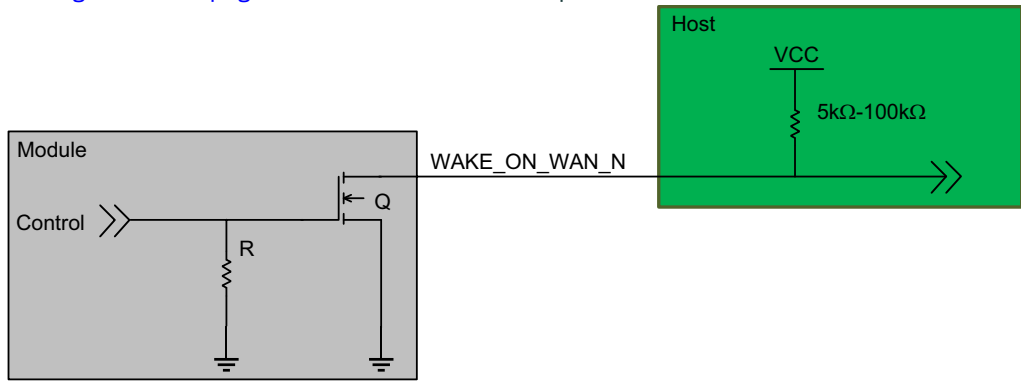 Host
VCC
5kΩ-100kΩ
Module
WAKE_ON_WAN_N
Q
Control
R